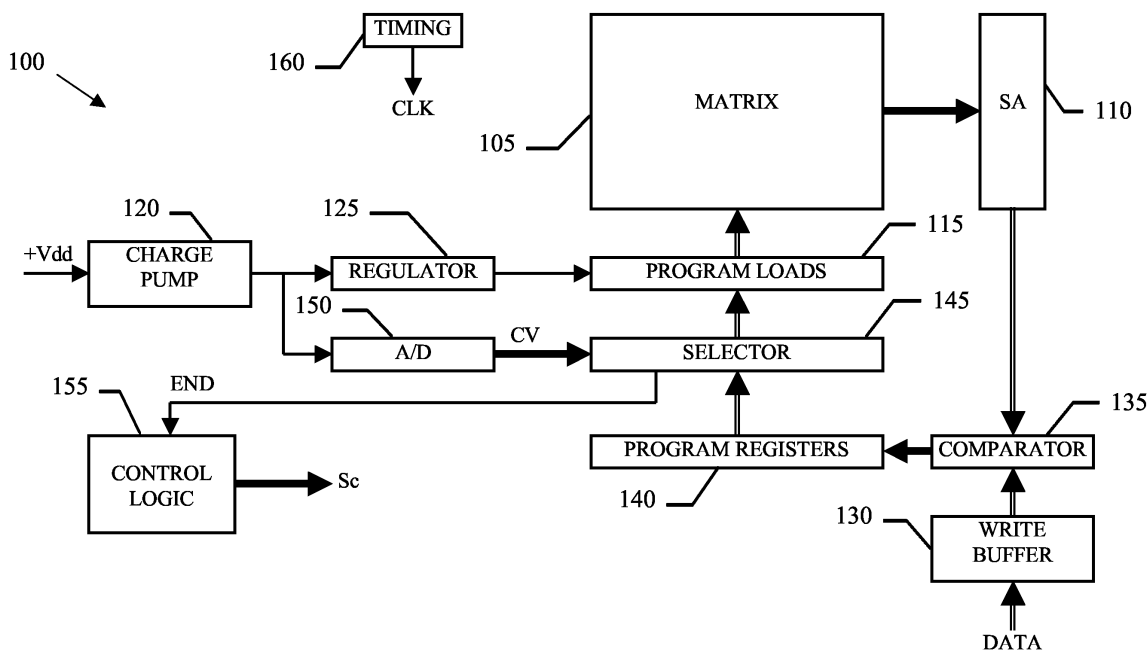 TIMING
160
CLK
100
MATRIX
105
SA
110
120
125
115
+Vdd
CHARGE
PUMP
REGULATOR
PROGRAM LOADS
150
145
A/D
CV
SELECTOR
END
155
135
CONTROL
LOGIC
Sc
PROGRAM REGISTERS
COMPARATOR
140
130
WRITE
BUFFER
DATA